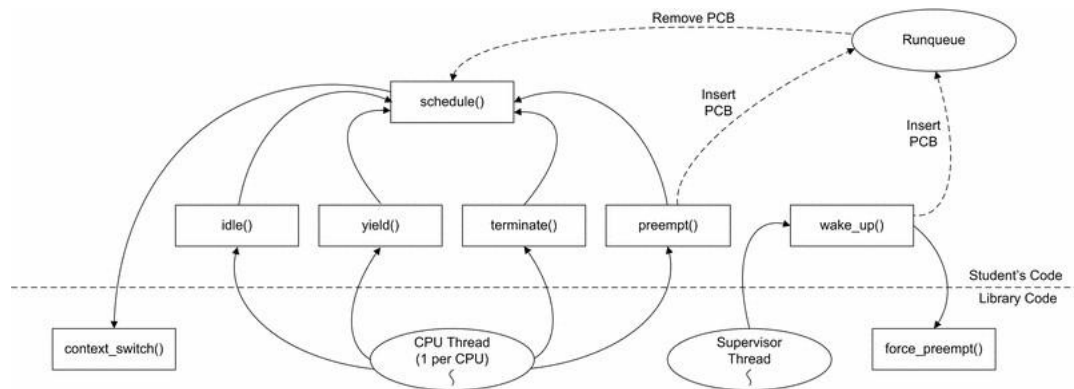 Remove PCB
Runqueue
schedule()
Insert
PCB
Insert
PCB
idle()
yield()
terminate()
preempt()
wake_up()
Student's Code
Library Code
context_switch()
CPU Thread
(1 per CPU)
Supervisor
Thread
force_preempt()